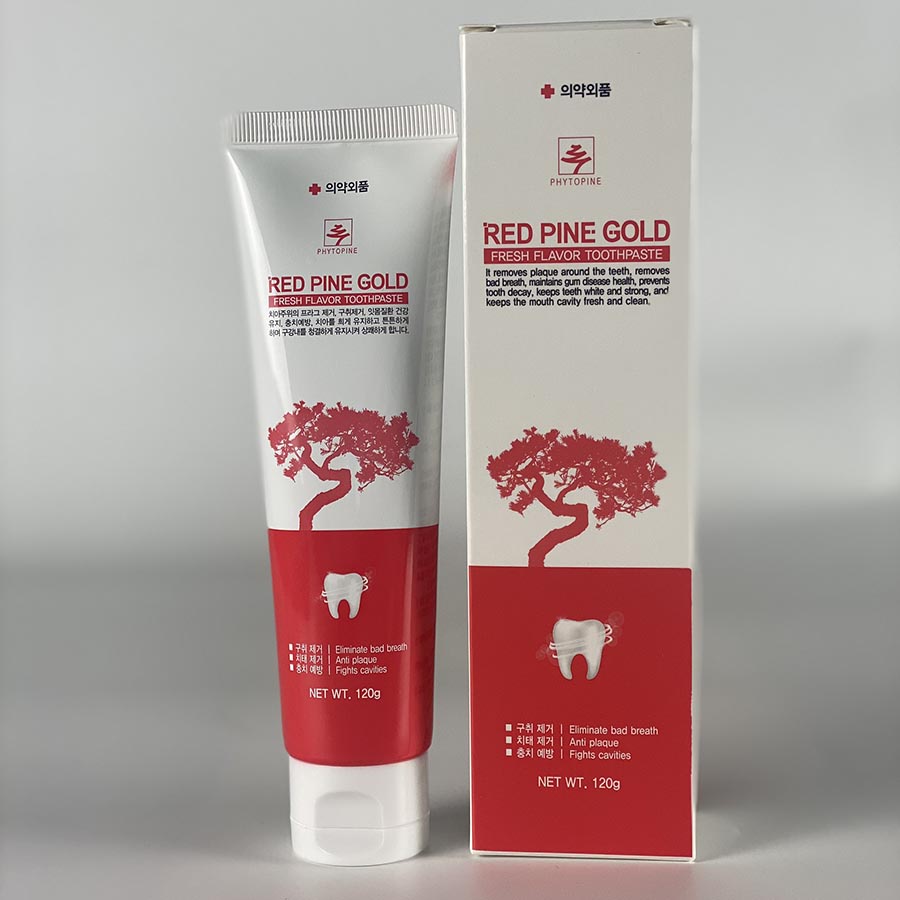 의약외품
PHYTOPINE
RED PINE GOLD
FRESH FLAVOR TOOTHPASTE
치아주위의 프라그 제거, 구취제거, 잇몸질환 건강
유지, 충치예방, 치아를 희게 유지하고 튼튼하게
하며 구강내를 청결하게 유지시켜 상쾌하게 합니다.
구취 제거 | Eliminate bad breath
치태 제거 | Anti plaque
충치 예방 | Fights cavities
NET WT. 120g
의약외품
PHYTOPINE
RED PINE GOLD
FRESH FLAVOR TOOTHPASTE
It removes plaque around the teeth, removes
bad breath, maintains gum disease health, prevents
tooth decay, keeps teeth white and strong, and
keeps the mouth cavity fresh and clean.
구취 제거 | Eliminate bad breath
치태 제거 | Anti plaque
충치 예방 | Fights cavities
NET WT. 120g